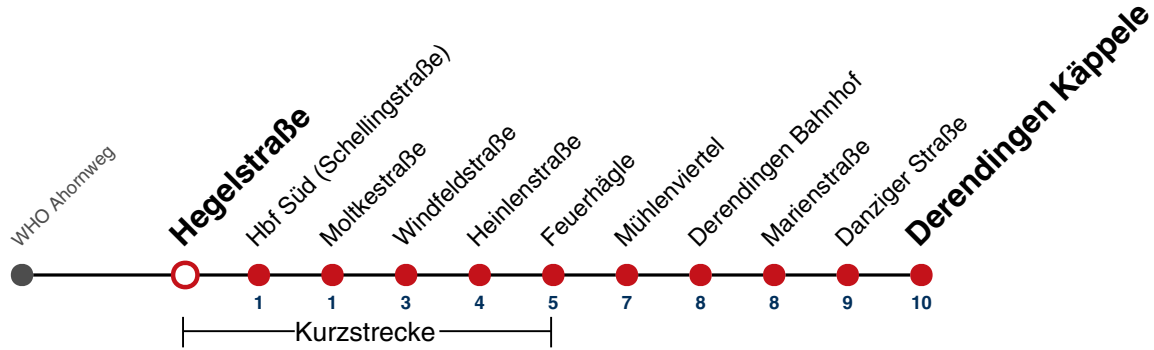 WHO Ahornweg
Hegelstraße
Hbf Süd (Schellingstraße)
Moltkestraße
Windfeldstraße
Heinlenstraße
Feuerhägle
Mühlenviertel
Derendingen Bahnhof
Marienstraße
Danziger Straße
Derendingen Käppele
1 1 3 4 5 7 8 8 9 10
Kurzstrecke